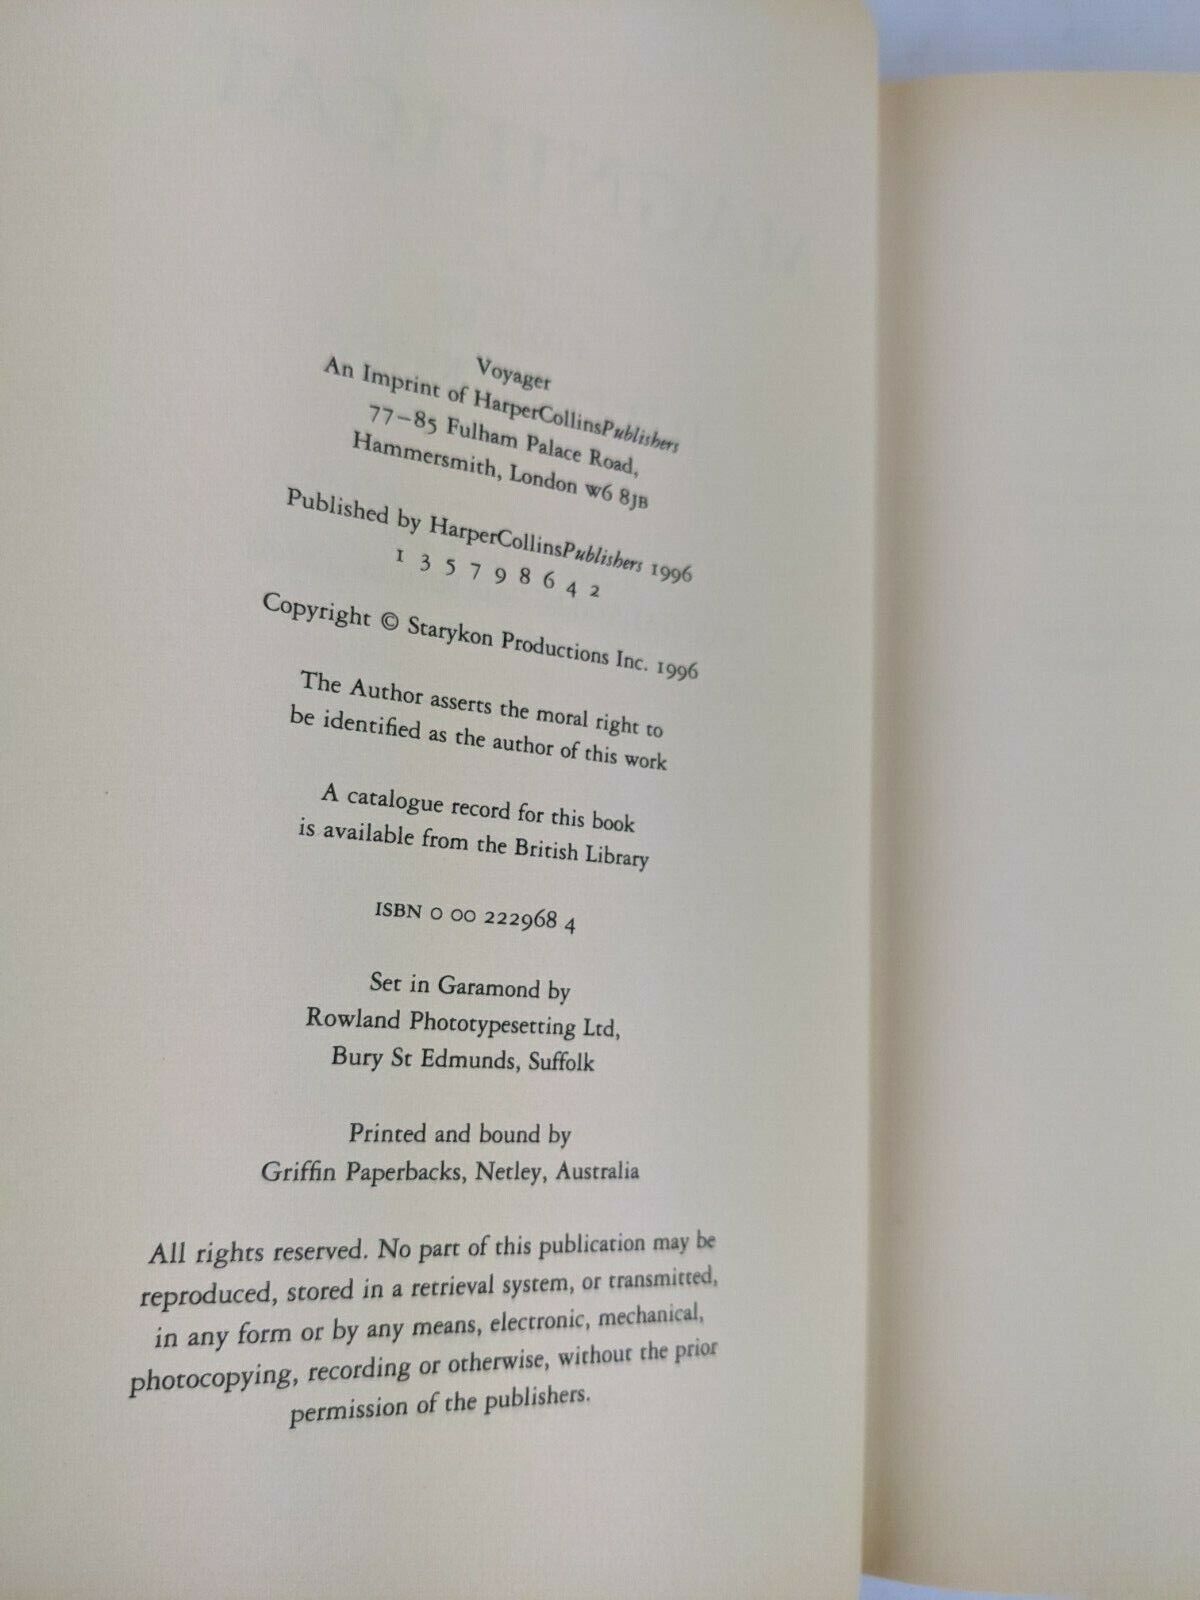 Voyager
An Imprint of HarperCollinsPublishers
77–85 Fulham Palace Road,
Hammersmith, London W6 8JB
Published by HarperCollinsPublishers 1996
1 3 5 7 9 8 6 4 2
Copyright © Starykon Productions Inc. 1996
The Author asserts the moral right to
be identified as the author of this work
A catalogue record for this book
is available from the British Library
ISBN 0 00 222968 4
Set in Garamond by
Rowland Phototypesetting Ltd,
Bury St Edmunds, Suffolk
Printed and bound by
Griffin Paperbacks, Netley, Australia
All rights reserved. No part of this publication may be
reproduced, stored in a retrieval system, or transmitted,
in any form or by any means, electronic, mechanical,
photocopying, recording or otherwise, without the prior
permission of the publishers.